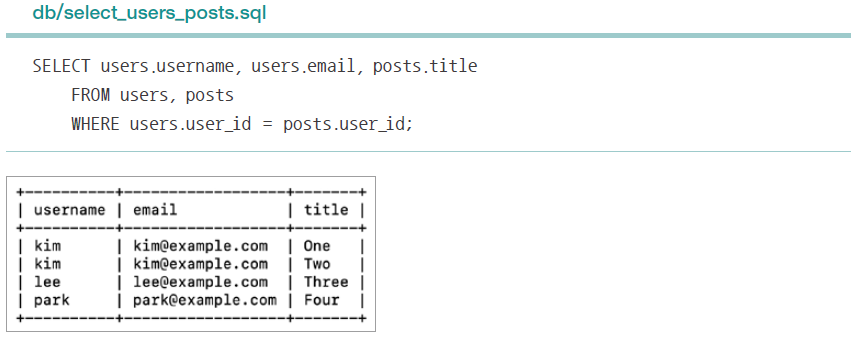 db/select_users_posts.sql
SELECT users.username, users.email, posts.title
FROM users, posts
WHERE users.user_id = posts.user_id;
+----------+------------------+-------+
| username | email            | title |
+----------+------------------+-------+
| kim      | kim@example.com  | One   |
| kim      | kim@example.com  | Two   |
| lee      | lee@example.com  | Three |
| park     | park@example.com | Four  |
+----------+------------------+-------+